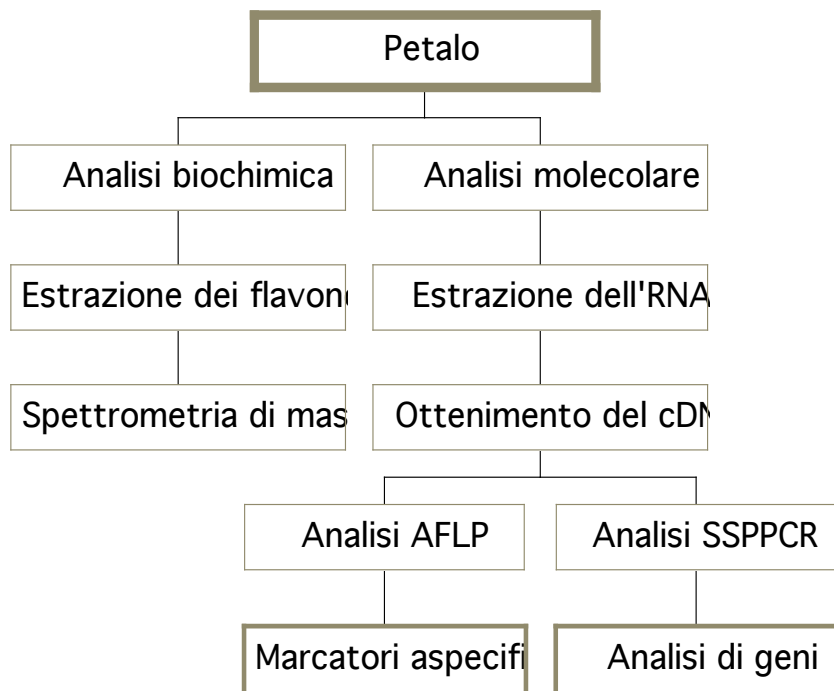 Petalo
Analisi biochimica Analisi molecolare
Estrazione dei flavono Estrazione dell'RNA
Spettrometria di mas Ottenimento del cDN
Analisi AFLP Analisi SSPPCR
Marcatori aspecifi Analisi di geni